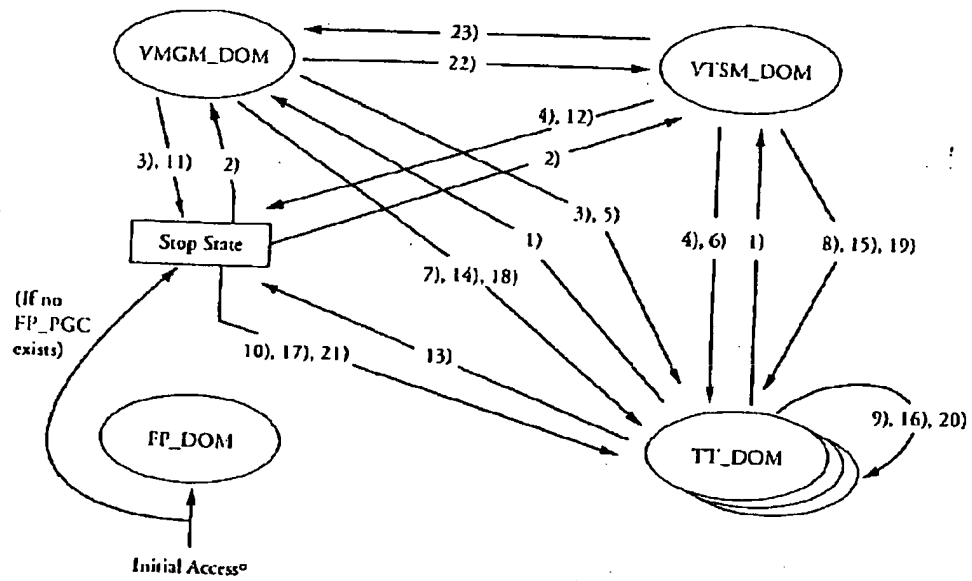 23)
VMGM_DOM
22)
VTSM_DOM
4), 12)
3), 11)
2)
2)
3), 5)
Stop State
1)
4), 6)
1)
8), 15), 19)
7), 14), 18)
(If no
FP_PGC
exists)
10), 17), 21)
13)
9), 16), 20)
FP_DOM
TT_DOM
Initial Access¤